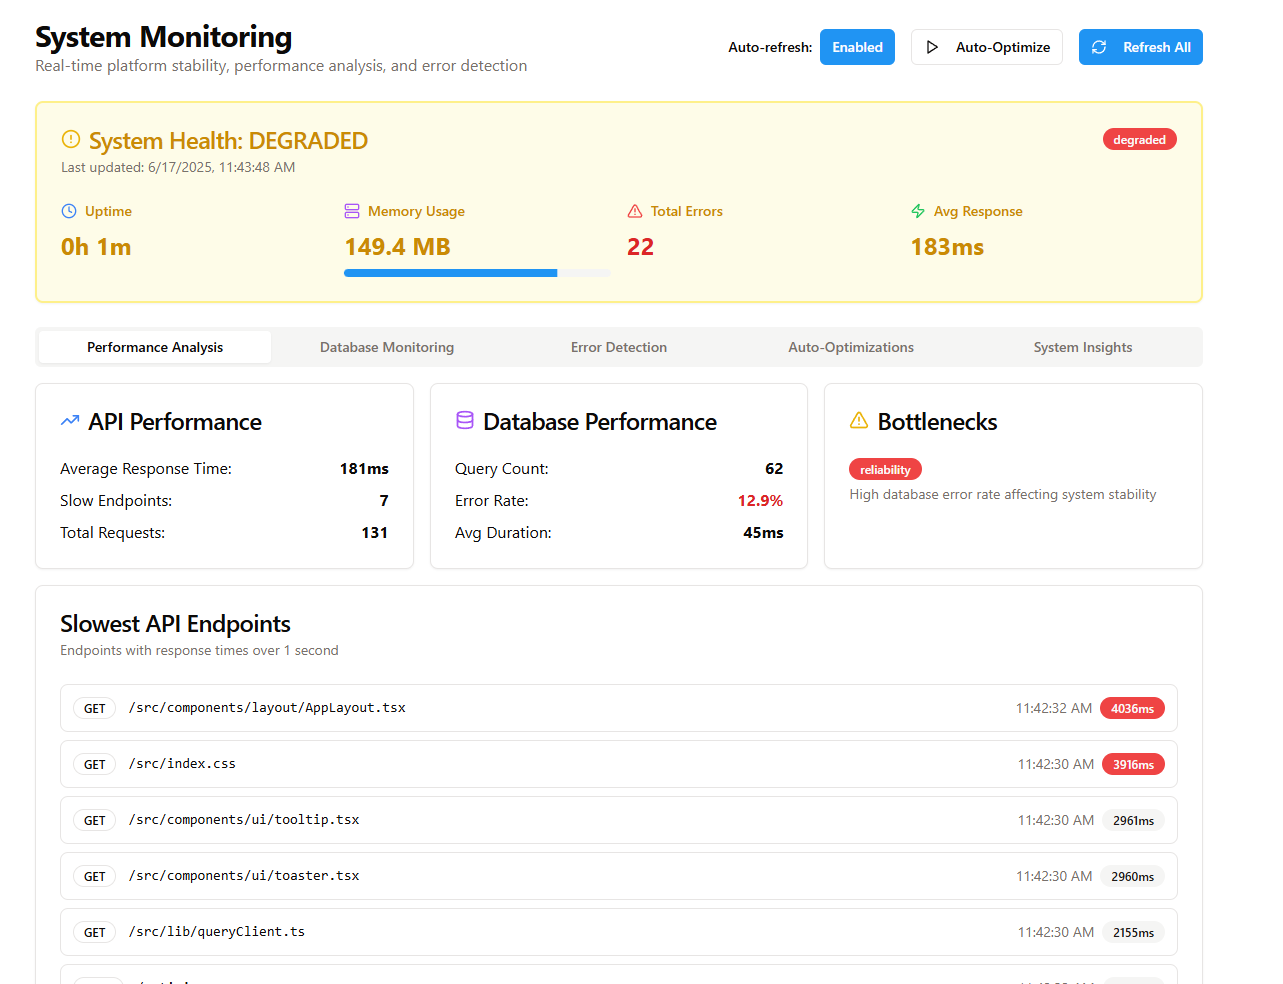 System Monitoring
Real-time platform stability, performance analysis, and error detection
Auto-refresh: Enabled Auto-Optimize Refresh All
System Health: DEGRADED
degraded
Last updated: 6/17/2025, 11:43:48 AM
Uptime Memory Usage Total Errors Avg Response
0h 1m 149.4 MB 22 183ms
Performance Analysis Database Monitoring Error Detection Auto-Optimizations System Insights
API Performance
Average Response Time: 181ms
Slow Endpoints: 7
Total Requests: 131
Database Performance
Query Count: 62
Error Rate: 12.9%
Avg Duration: 45ms
Bottlenecks
reliability
High database error rate affecting system stability
Slowest API Endpoints
Endpoints with response times over 1 second
GET /src/components/layout/AppLayout.tsx 11:42:32 AM 4036ms
GET /src/index.css 11:42:30 AM 3916ms
GET /src/components/ui/tooltip.tsx 11:42:30 AM 2961ms
GET /src/components/ui/toaster.tsx 11:42:30 AM 2960ms
GET /src/lib/queryClient.ts 11:42:30 AM 2155ms